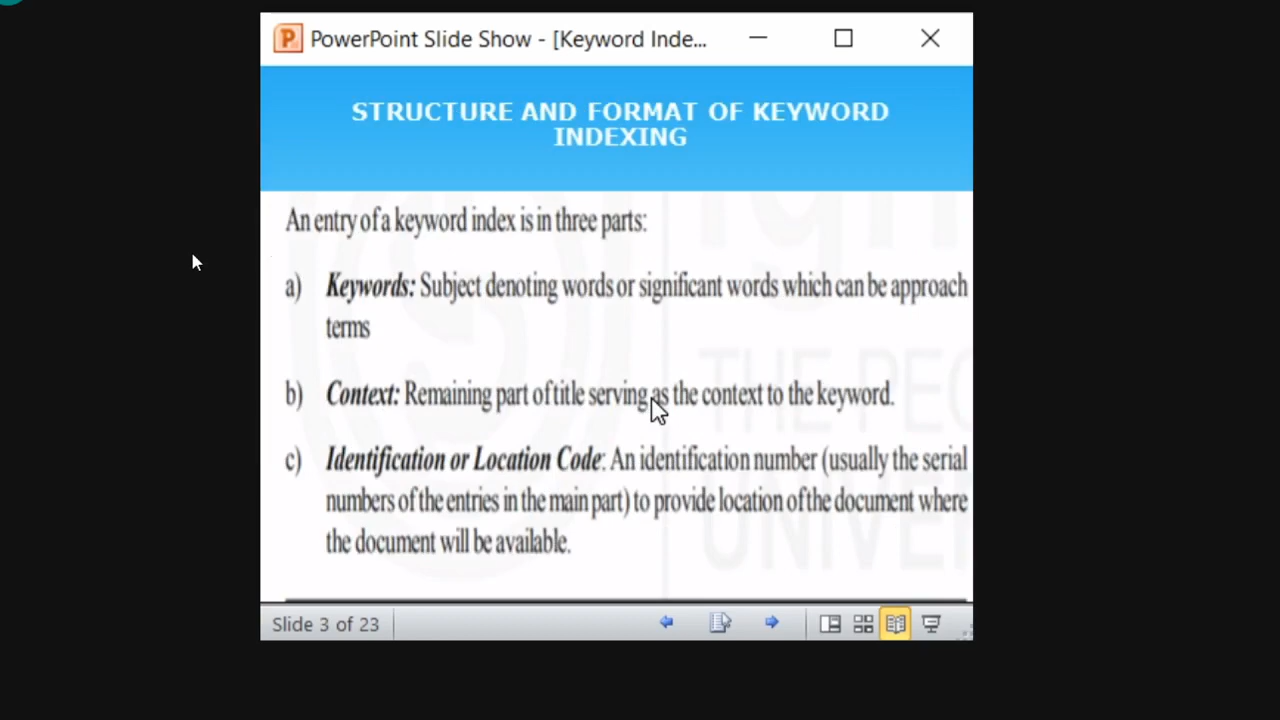 PowerPoint Slide Show - [Keyword Inde...
STRUCTURE AND FORMAT OF KEYWORD
INDEXING
An entry of a keyword index is in three parts:
a) Keywords: Subject denoting words or significant words which can be approach
terms
b) Context: Remaining part of title serving as the context to the keyword.
c) Identification or Location Code: An identification number (usually the serial
numbers of the entries in the main part) to provide location of the document where
the document will be available.
Slide 3 of 23